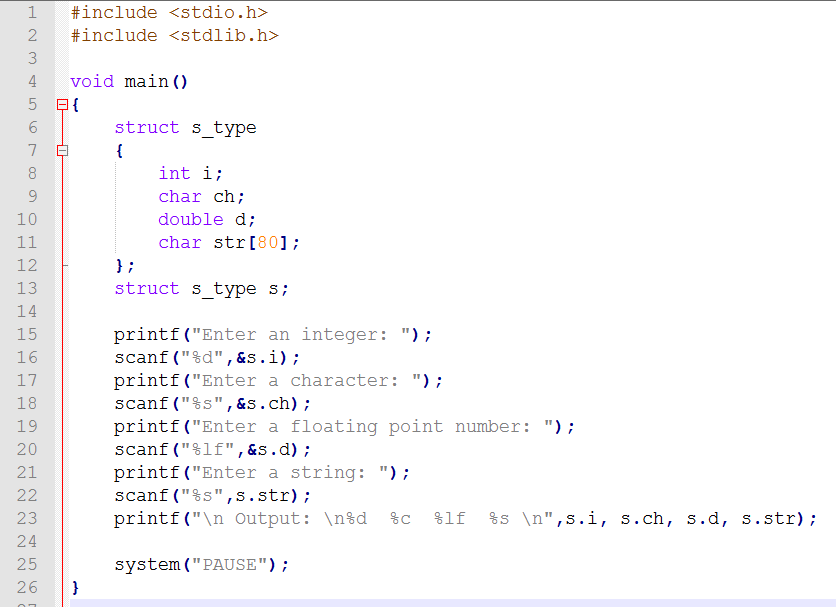 1 #include <stdio.h>
2 #include <stdlib.h>
3
4 void main()
5 {
6     struct s_type
7     {
8         int i;
9         char ch;
10         double d;
11         char str[80];
12     };
13     struct s_type s;
14
15     printf("Enter an integer: ");
16     scanf("%d",&s.i);
17     printf("Enter a character: ");
18     scanf("%s",&s.ch);
19     printf("Enter a floating point number: ");
20     scanf("%lf",&s.d);
21     printf("Enter a string: ");
22     scanf("%s",s.str);
23     printf("\n Output: \n%d  %c  %lf  %s \n",s.i, s.ch, s.d, s.str);
24
25     system("PAUSE");
26 }
27